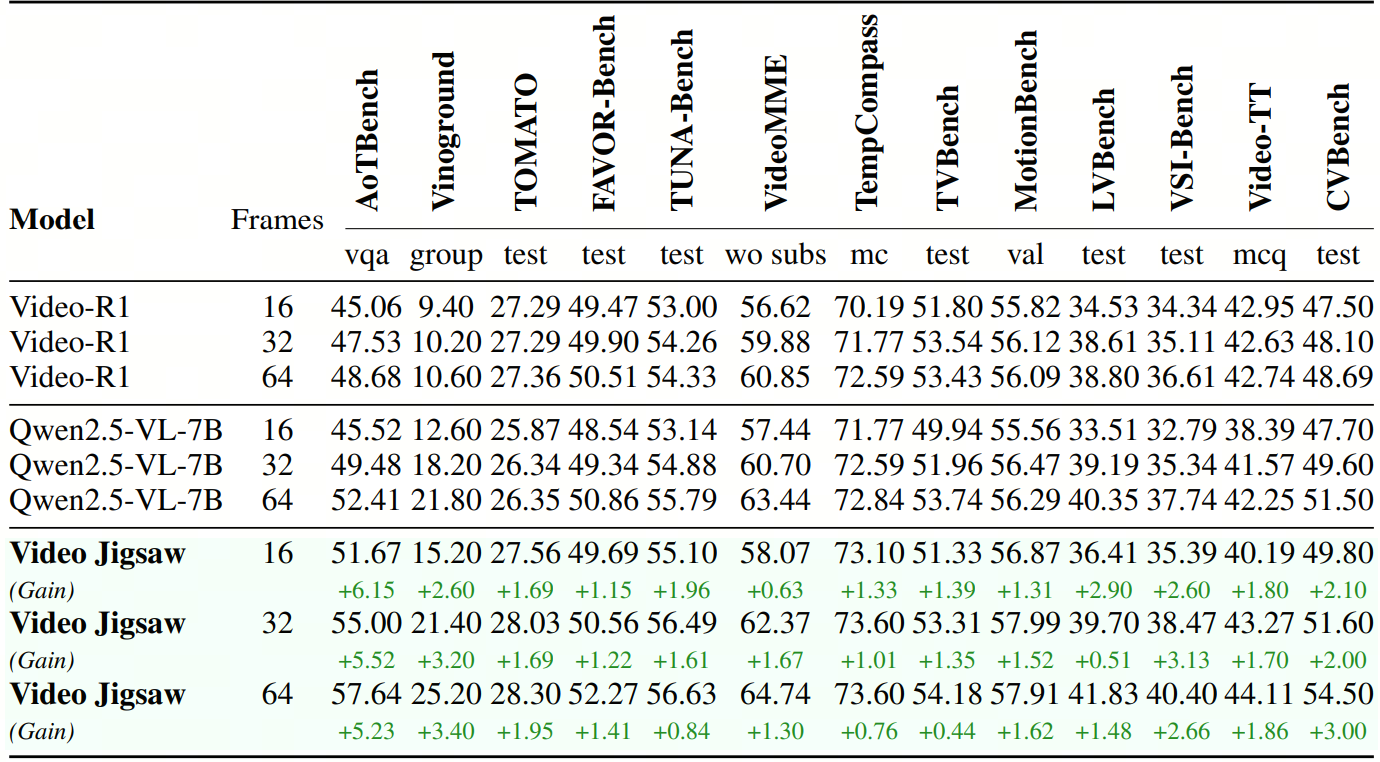 AoTBench Vinoground TOMATO FAVOR-Bench TUNA-Bench VideoMME TempCompass TVBench MotionBench LVBench VSI-Bench Video-TT CVBench
Model Frames
vqa group test test test wo subs mc test val test test mcq test
Video-R1 16 45.06 9.40 27.29 49.47 53.00 56.62 70.19 51.80 55.82 34.53 34.34 42.95 47.50
Video-R1 32 47.53 10.20 27.29 49.90 54.26 59.88 71.77 53.54 56.12 38.61 35.11 42.63 48.10
Video-R1 64 48.68 10.60 27.36 50.51 54.33 60.85 72.59 53.43 56.09 38.80 36.61 42.74 48.69
Qwen2.5-VL-7B 16 45.52 12.60 25.87 48.54 53.14 57.44 71.77 49.94 55.56 33.51 32.79 38.39 47.70
Qwen2.5-VL-7B 32 49.48 18.20 26.34 49.34 54.88 60.70 72.59 51.96 56.47 39.19 35.34 41.57 49.60
Qwen2.5-VL-7B 64 52.41 21.80 26.35 50.86 55.79 63.44 72.84 53.74 56.29 40.35 37.74 42.25 51.50
Video Jigsaw 16 51.67 15.20 27.56 49.69 55.10 58.07 73.10 51.33 56.87 36.41 35.39 40.19 49.80
(Gain) +6.15 +2.60 +1.69 +1.15 +1.96 +0.63 +1.33 +1.39 +1.31 +2.90 +2.60 +1.80 +2.10
Video Jigsaw 32 55.00 21.40 28.03 50.56 56.49 62.37 73.60 53.31 57.99 39.70 38.47 43.27 51.60
(Gain) +5.52 +3.20 +1.69 +1.22 +1.61 +1.67 +1.01 +1.35 +1.52 +0.51 +3.13 +1.70 +2.00
Video Jigsaw 64 57.64 25.20 28.30 52.27 56.63 64.74 73.60 54.18 57.91 41.83 40.40 44.11 54.50
(Gain) +5.23 +3.40 +1.95 +1.41 +0.84 +1.30 +0.76 +0.44 +1.62 +1.48 +2.66 +1.86 +3.00